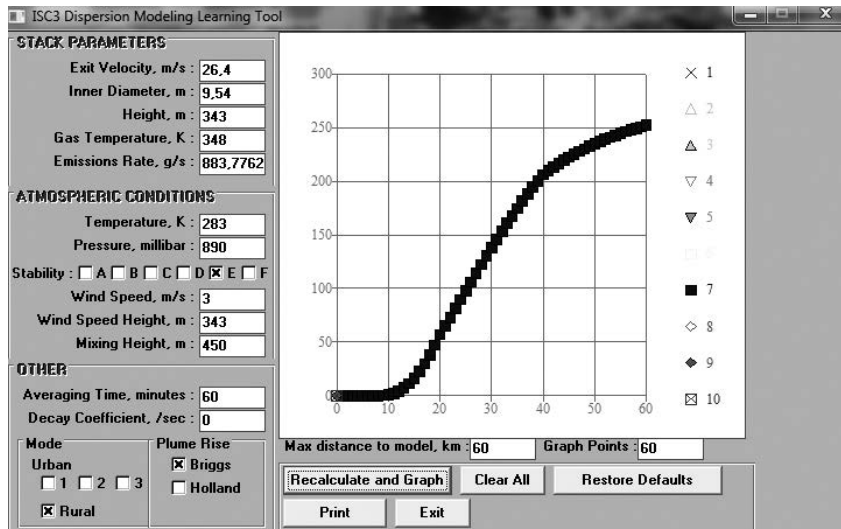 ISC3 Dispersion Modeling Learning Tool
STACK PARAMETERS
Exit Velocity, m/s : 26,4
Inner Diameter, m : 9,54
Height, m : 343
Gas Temperature, K : 348
Emissions Rate, g/s : 883,7762
ATMOSPHERIC CONDITIONS
Temperature, K : 283
Pressure, millibar : 890
Stability : A B C D E F
Wind Speed, m/s : 3
Wind Speed Height, m : 343
Mixing Height, m : 450
OTHER
Averaging Time, minutes : 60
Decay Coefficient, /sec : 0
Mode
Urban
1 2 3
Rural
Plume Rise
Briggs
Holland
300
250
200
150
100
50
0
0 10 20 30 40 50 60
1
2
3
4
5
6
7
8
9
10
Max distance to model, km : 60 Graph Points : 60
Recalculate and Graph Clear All Restore Defaults
Print Exit